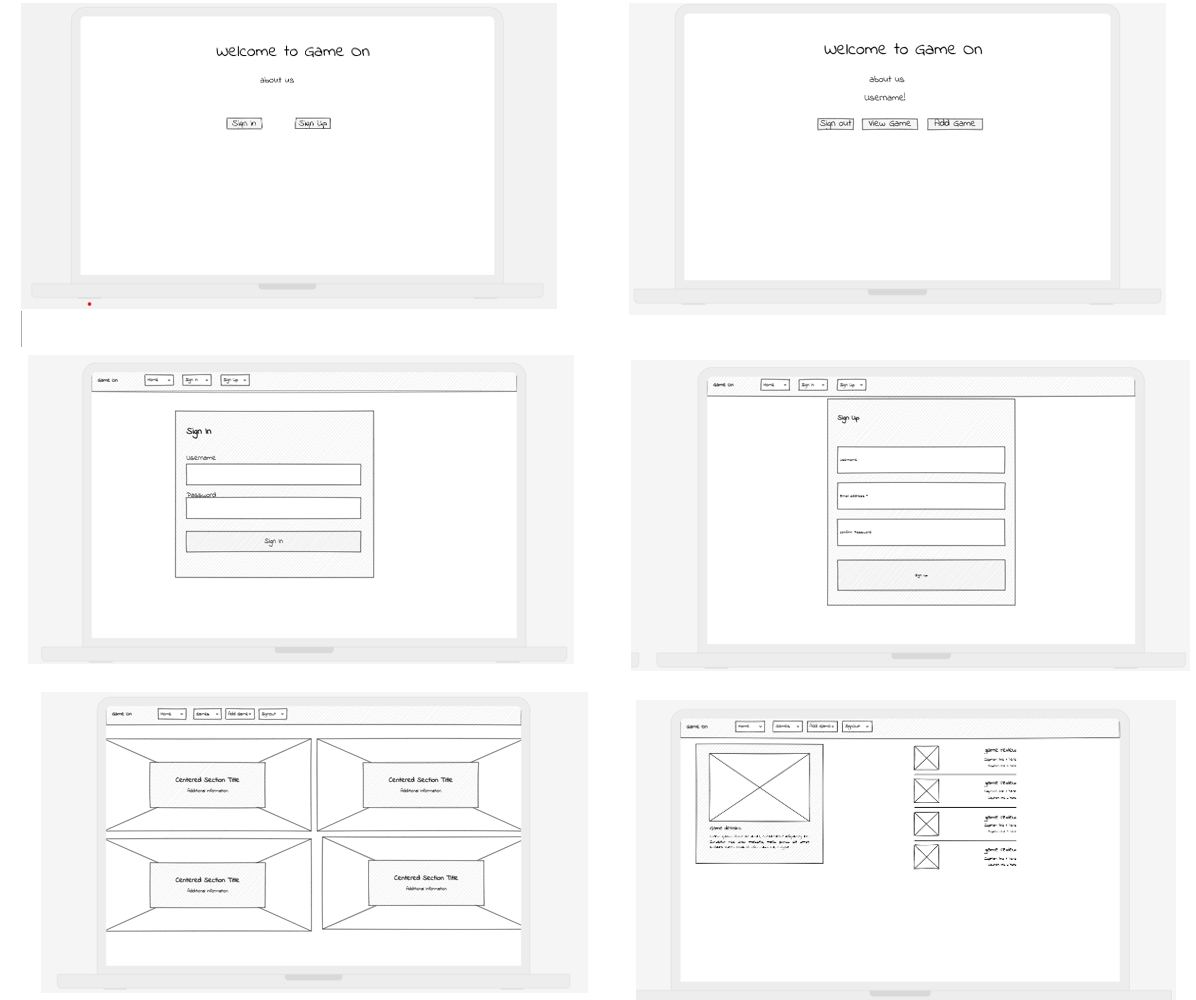 Welcome to Game On
about us
Sign in Sign Up
Welcome to Game On
about us
Username!
Sign out View Game Add Game
Game On Home Sign in Sign Up
Sign In
Username
Password
Sign In
Game On Home Sign in Sign Up
Sign Up
Username
Email address *
Confirm Password
Sign up
Game On Home Games Add Game Signout
Centered Section Title
Additional information
Centered Section Title
Additional information
Centered Section Title
Additional information
Centered Section Title
Additional information
Game On Home Games Add Game Signout
Game details
game review
game review
game review
game review